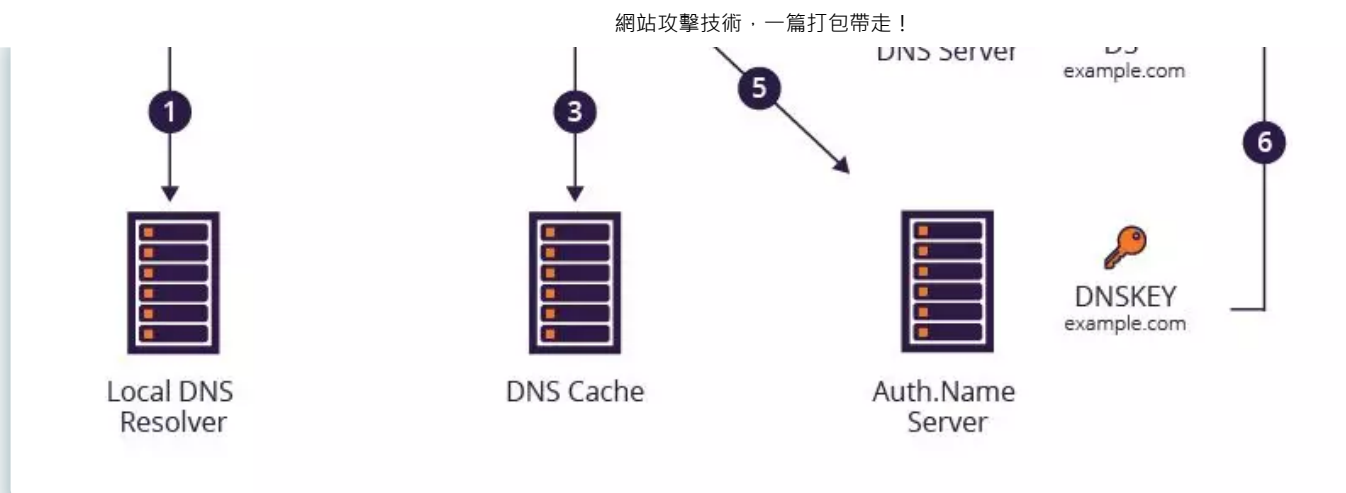 網站攻擊技術，一篇打包帶走！
DNS Server
DS
example.com
1
3
5
6
DNSKEY
example.com
Local DNS
Resolver
DNS Cache
Auth.Name
Server